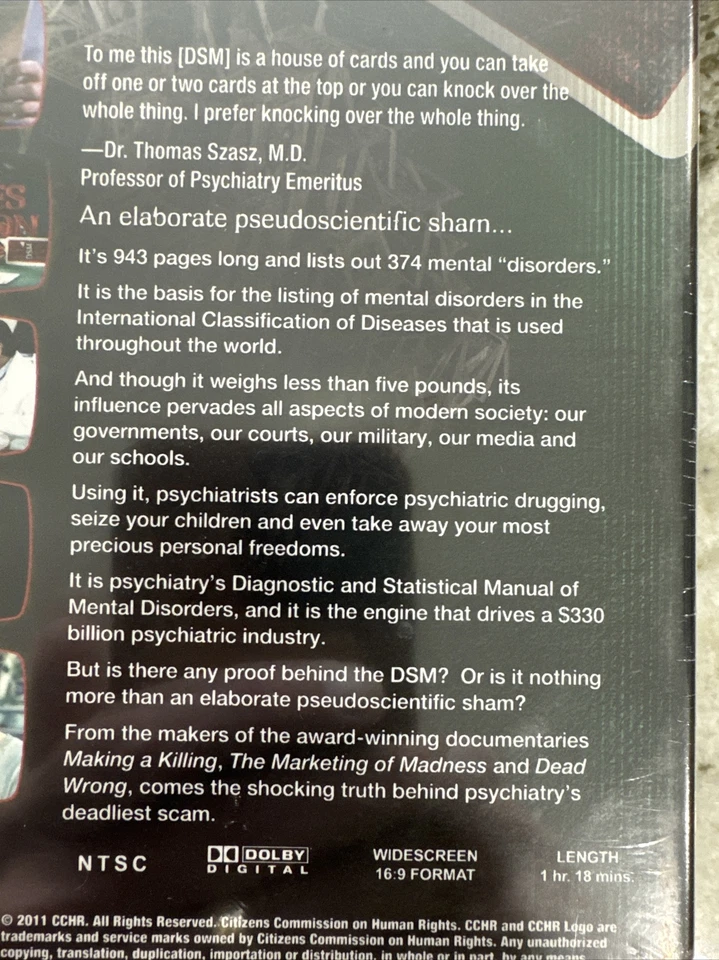 To me this [DSM] is a house of cards and you can take
off one or two cards at the top or you can knock over the
whole thing. I prefer knocking over the whole thing.
—Dr. Thomas Szasz, M.D.
Professor of Psychiatry Emeritus
An elaborate pseudoscientific sham...
It's 943 pages long and lists out 374 mental “disorders.”
It is the basis for the listing of mental disorders in the
International Classification of Diseases that is used
throughout the world.
And though it weighs less than five pounds, its
influence pervades all aspects of modern society: our
governments, our courts, our military, our media and
our schools.
Using it, psychiatrists can enforce psychiatric drugging,
seize your children and even take away your most
precious personal freedoms.
It is psychiatry's Diagnostic and Statistical Manual of
Mental Disorders, and it is the engine that drives a $330
billion psychiatric industry.
But is there any proof behind the DSM? Or is it nothing
more than an elaborate pseudoscientific sham?
From the makers of the award-winning documentaries
Making a Killing, The Marketing of Madness and Dead
Wrong, comes the shocking truth behind psychiatry's
deadliest scam.
NTSC
DOLBY
DIGITAL
WIDESCREEN
16:9 FORMAT
LENGTH
1 hr. 18 mins.
© 2011 CCHR. All Rights Reserved. Citizens Commission on Human Rights. CCHR and CCHR Logo are
trademarks and service marks owned by Citizens Commission on Human Rights. Any unauthorized
copying, translation, duplication, importation or distribution, in whole or in part, by any means